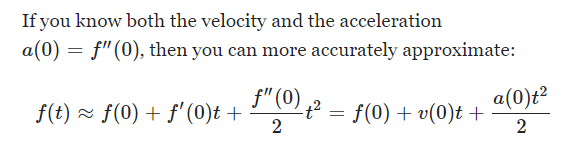 If you know both the velocity and the acceleration
a(0) = f″(0), then you can more accurately approximate:
f(t) ≈ f(0) + f′(0)t + f″(0)/2 t² = f(0) + v(0)t + a(0)t²/2